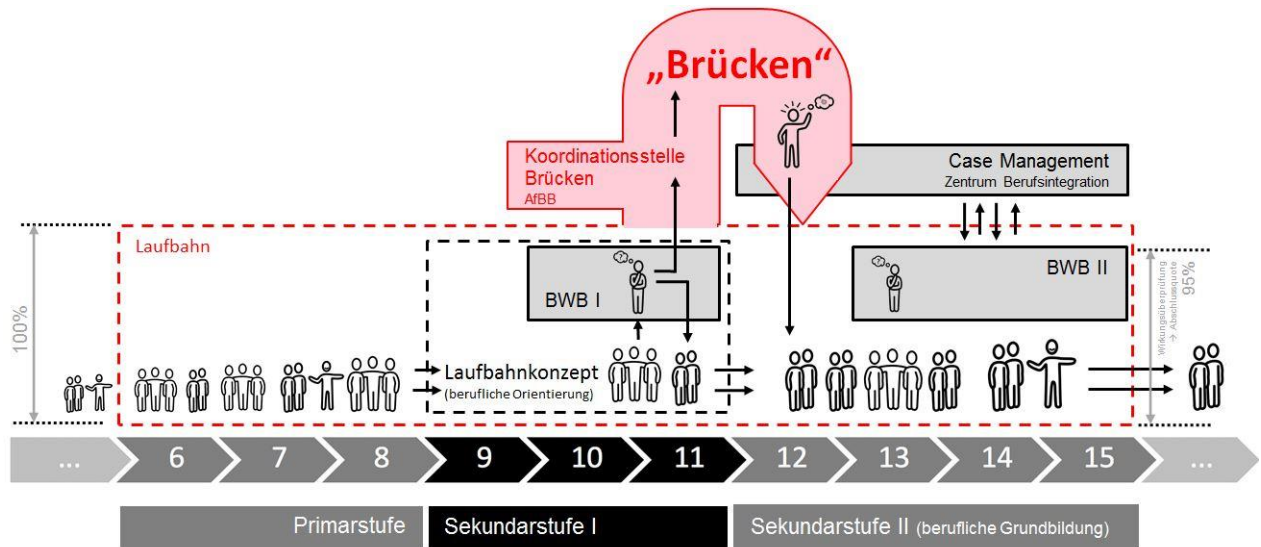 „Brücken“
Koordinationsstelle
Brücken
AfBB
Case Management
Zentrum Berufsintegration
Laufbahn
100%
?
BWB I
?
BWB II
Wirkungsüberprüfung
→ Abschlussquote
95%
Laufbahnkonzept
(berufliche Orientierung)
... 6 7 8 9 10 11 12 13 14 15 ...
Primarstufe
Sekundarstufe I
Sekundarstufe II (berufliche Grundbildung)